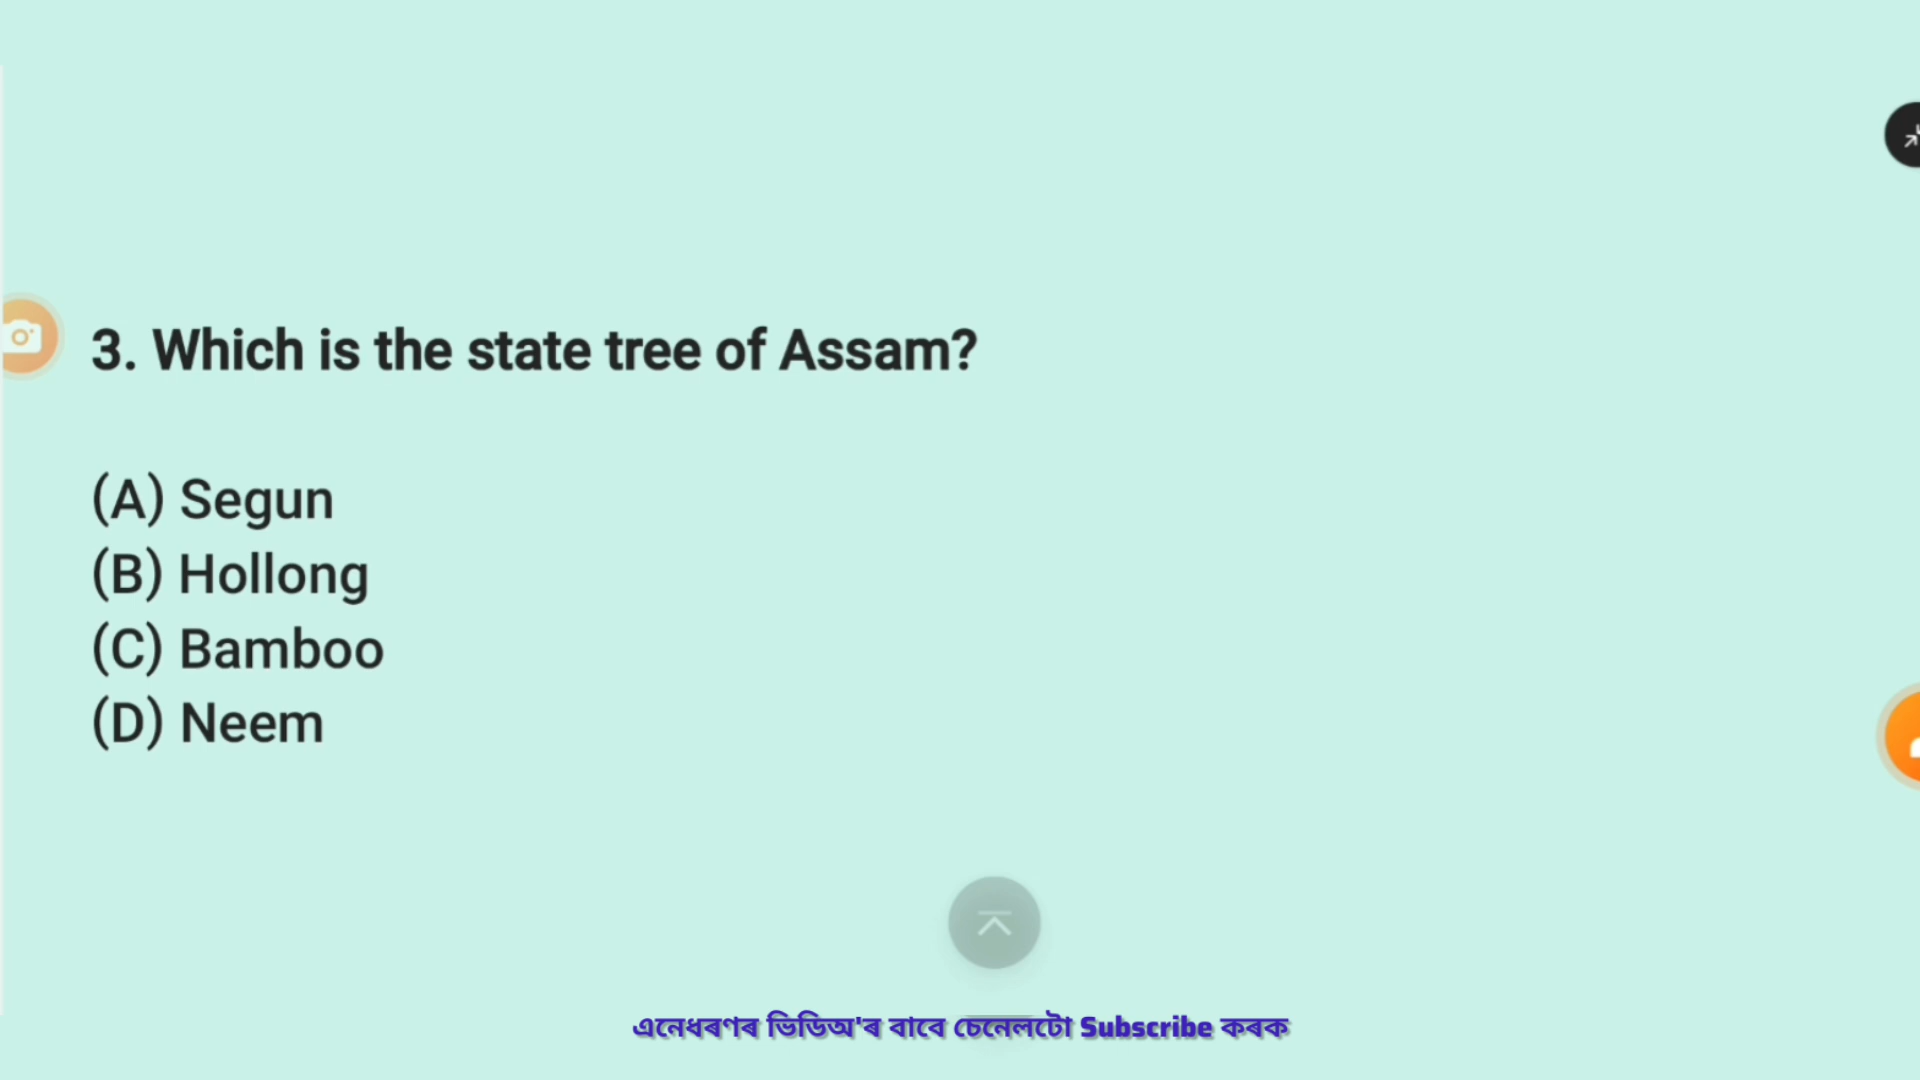 3. Which is the state tree of Assam?
(A) Segun
(B) Hollong
(C) Bamboo
(D) Neem
এনেধৰণৰ ভিডিঅ'ৰ বাবে চেনেলটো Subscribe কৰক